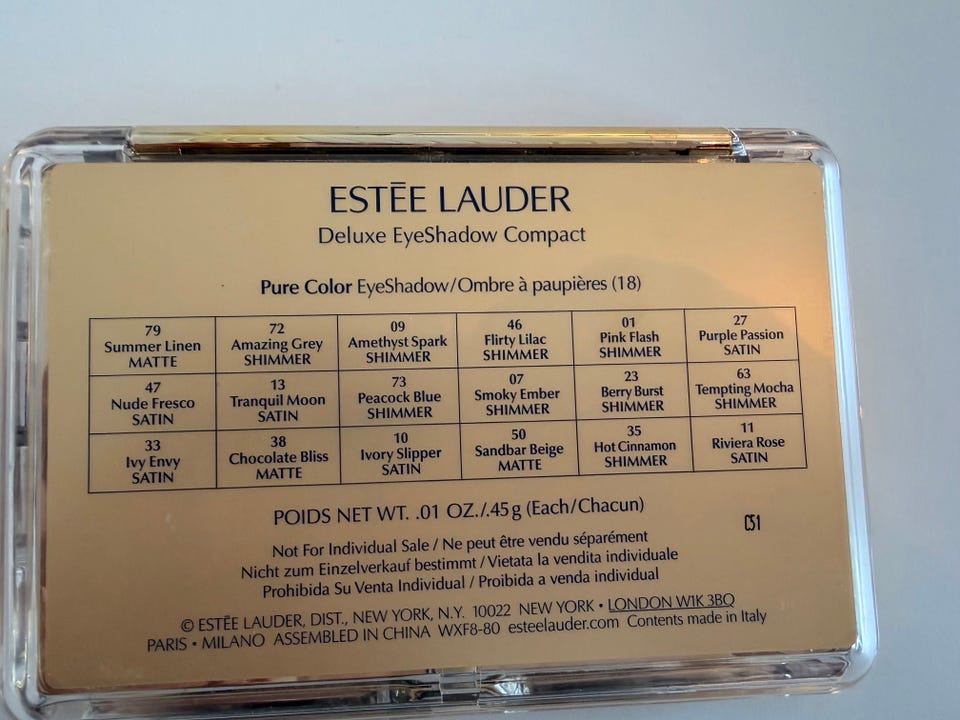 ESTĒE LAUDER
Deluxe EyeShadow Compact
Pure Color EyeShadow/Ombre à paupières (18)
79 72 09 46 01 27
Summer Linen Amazing Grey Amethyst Spark Flirty Lilac Pink Flash Purple Passion
MATTE SHIMMER SHIMMER SHIMMER SHIMMER SATIN
47 13 73 07 23 63
Nude Fresco Tranquil Moon Peacock Blue Smoky Ember Berry Burst Tempting Mocha
SATIN SATIN SHIMMER SHIMMER SHIMMER SHIMMER
33 38 10 50 35 11
Ivy Envy Chocolate Bliss Ivory Slipper Sandbar Beige Hot Cinnamon Riviera Rose
SATIN MATTE SATIN MATTE SHIMMER SATIN
POIDS NET WT. .01 OZ./.45g (Each/Chacun)
C51
Not For Individual Sale / Ne peut être vendu séparément
Nicht zum Einzelverkauf bestimmt / Vietata la vendita individuale
Prohibida Su Venta Individual / Proibida a venda individual
© ESTĒE LAUDER, DIST., NEW YORK, N.Y. 10022 NEW YORK • LONDON W1K 3BQ
PARIS • MILANO ASSEMBLED IN CHINA WXF8-80 esteelauder.com Contents made in Italy